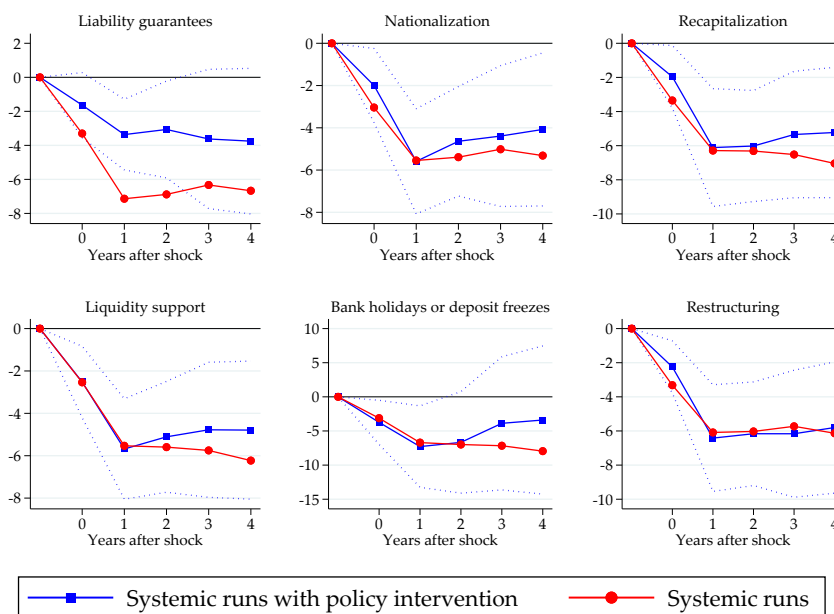 Liability guarantees
2
0
-2
-4
-6
-8
0 1 2 3 4
Years after shock
Nationalization
0
-2
-4
-6
-8
0 1 2 3 4
Years after shock
Recapitalization
0
-2
-4
-6
-8
-10
0 1 2 3 4
Years after shock
Liquidity support
0
-2
-4
-6
-8
0 1 2 3 4
Years after shock
Bank holidays or deposit freezes
10
5
0
-5
-10
-15
0 1 2 3 4
Years after shock
Restructuring
0
-2
-4
-6
-8
-10
0 1 2 3 4
Years after shock
Systemic runs with policy intervention
Systemic runs